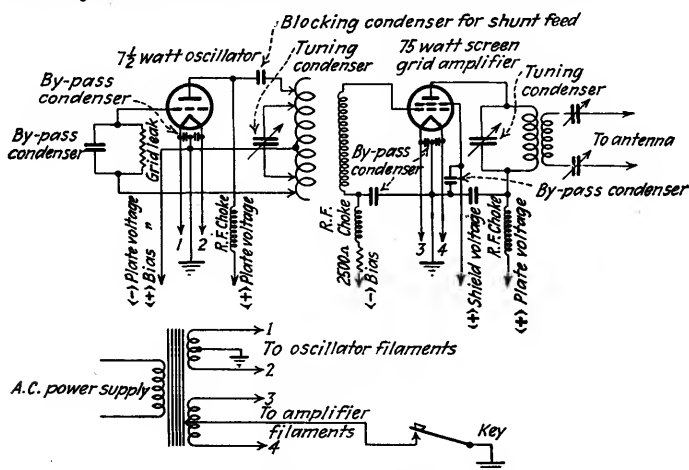 Blocking condenser for shunt feed
7½ watt oscillator
Tuning
condenser
75 watt screen
grid amplifier
Tuning
condenser
By-pass
condenser
By-pass
condenser
Grid leak
By-pass
condenser
To antenna
By-pass condenser
(-) Plate voltage
(+) Bias "
1
2
R.F. Choke
(+) Plate voltage
R.F.
Choke
2500Ω
(-) Bias
3
4
(+) Shield voltage
R.F. Choke
(+) Plate voltage
1
To oscillator filaments
2
A.C. power supply
3
To amplifier
filaments
4
Key